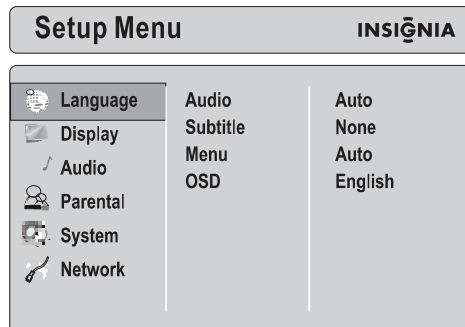 Setup Menu
INSIGNIA
Language
Display
Audio
Parental
System
Network
Audio Auto
Subtitle None
Menu Auto
OSD English